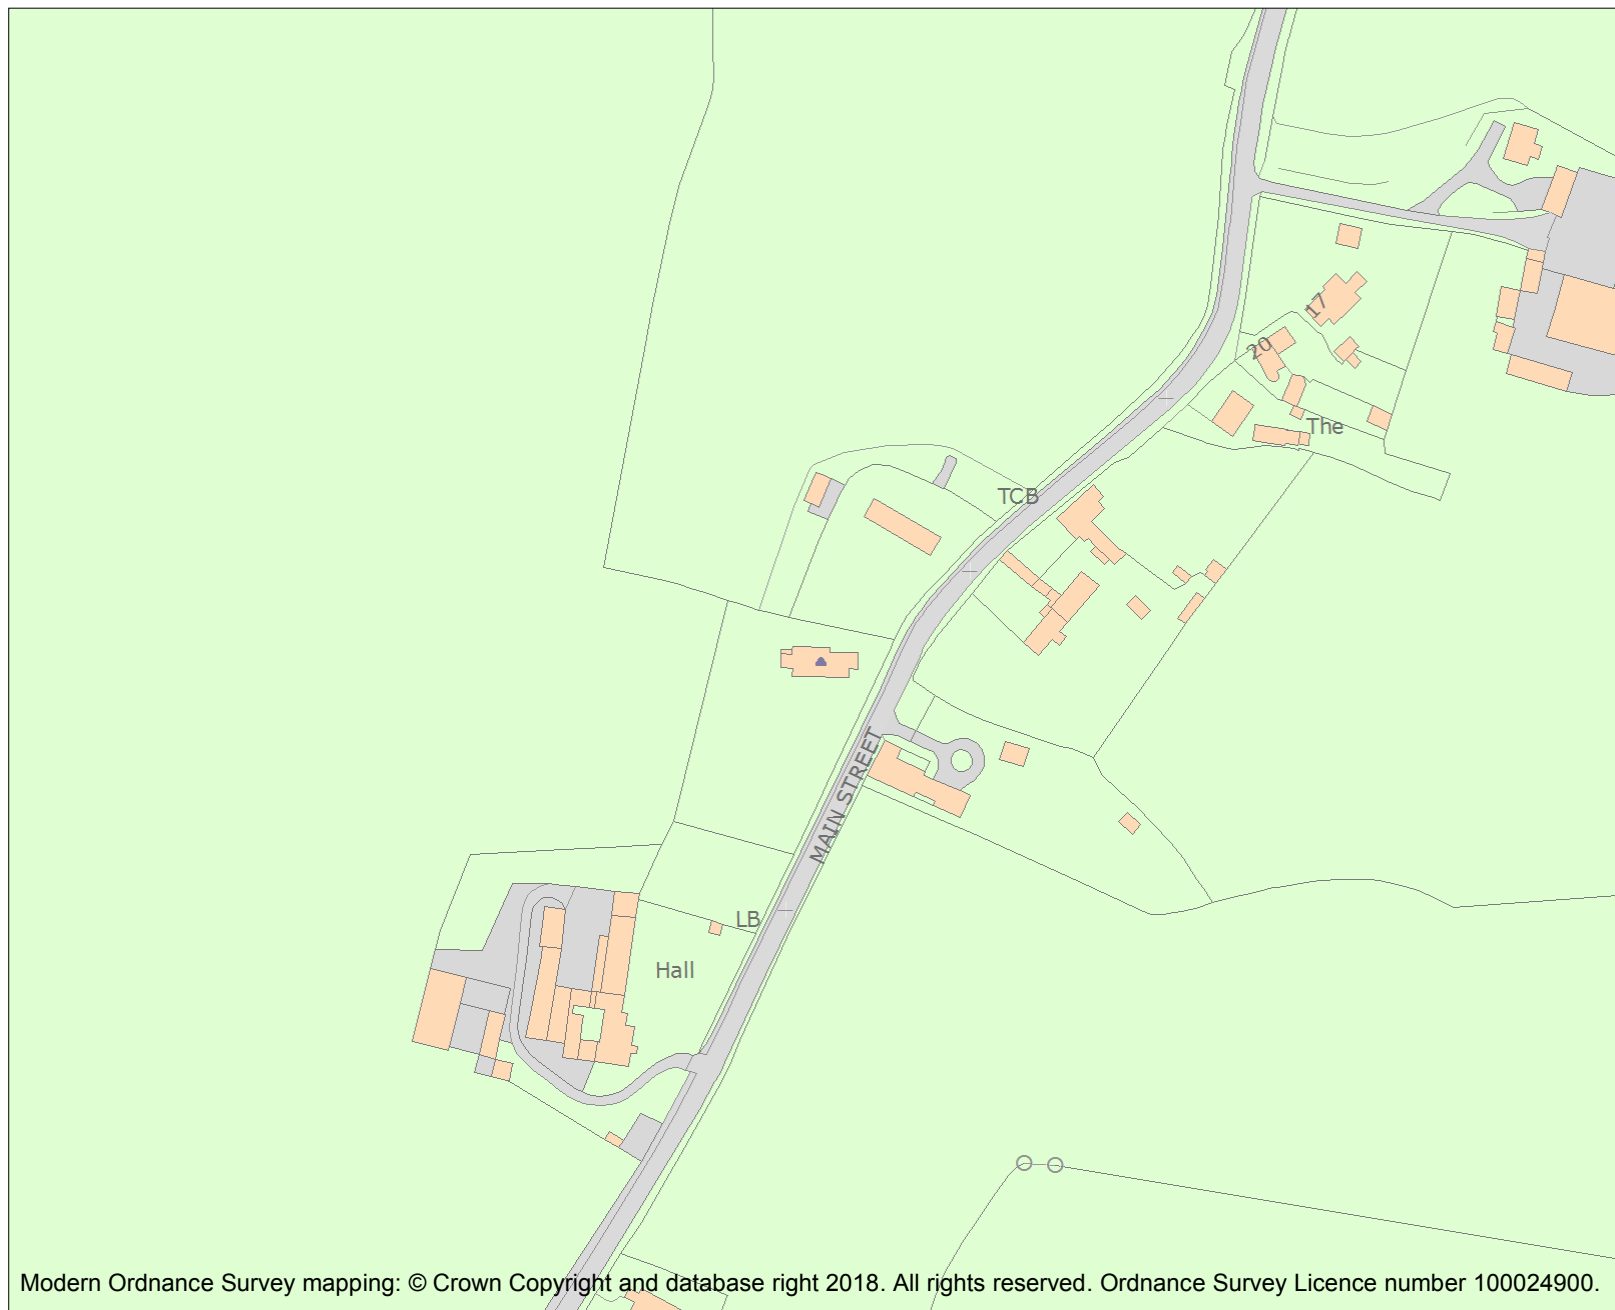 17
20
The
TCB
MAIN STREET
LB
Hall
Modern Ordnance Survey mapping: © Crown Copyright and database right 2018. All rights reserved. Ordnance Survey Licence number 100024900.